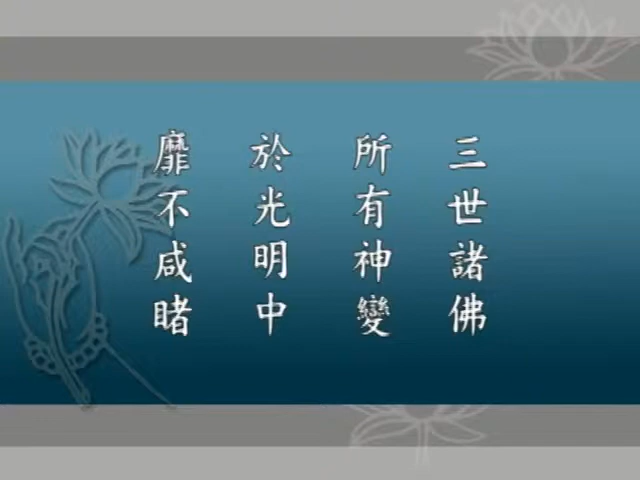 三世諸佛
所有神變
於光明中
靡不咸睹